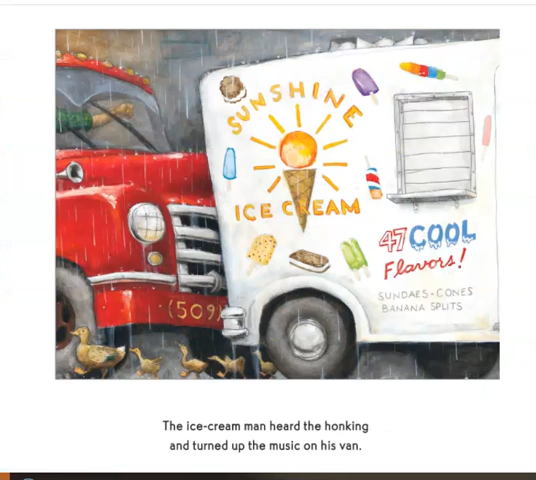 SUNSHINE
ICE CREAM
47 COOL
Flavors!
SUNDAES - CONES
BANANA SPLITS
(509)
The ice-cream man heard the honking
and turned up the music on his van.